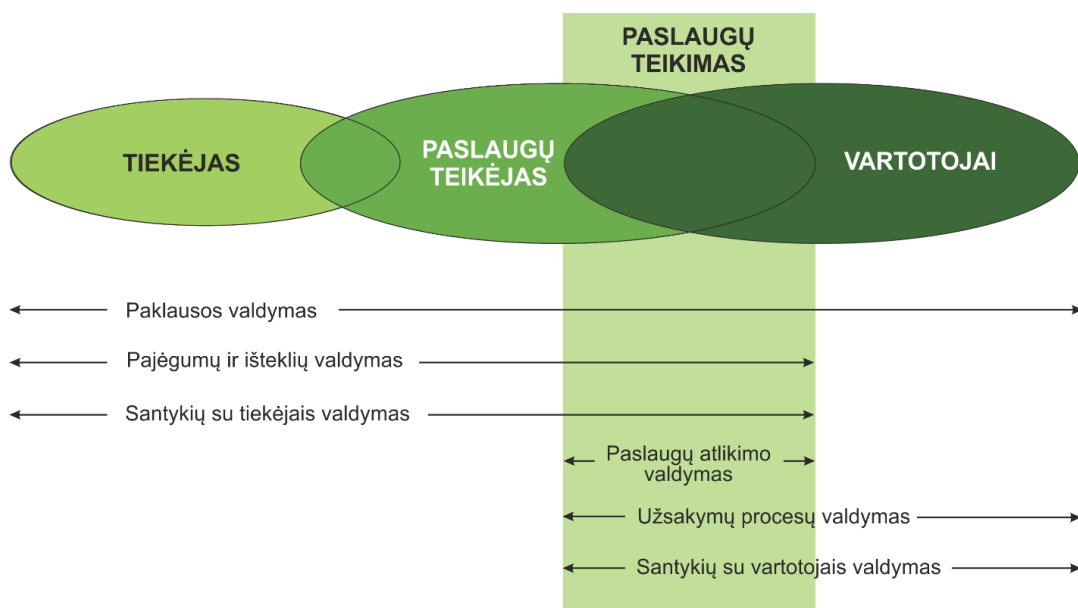 PASLAUGŲ
TEIKIMAS
TIEKĖJAS
PASLAUGŲ
TEIKĖJAS
VARTOTOJAI
Paklausos valdymas
Pajėgumų ir išteklių valdymas
Santykių su tiekėjais valdymas
Paslaugų atlikimo
valdymas
Užsakymų procesų valdymas
Santykių su vartotojais valdymas